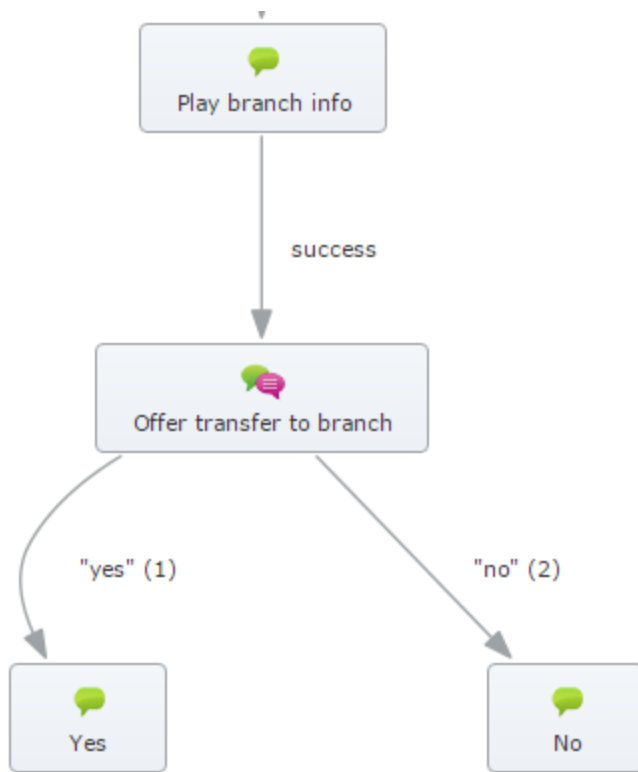 Play branch info
success
Offer transfer to branch
"yes" (1)
"no" (2)
Yes
No